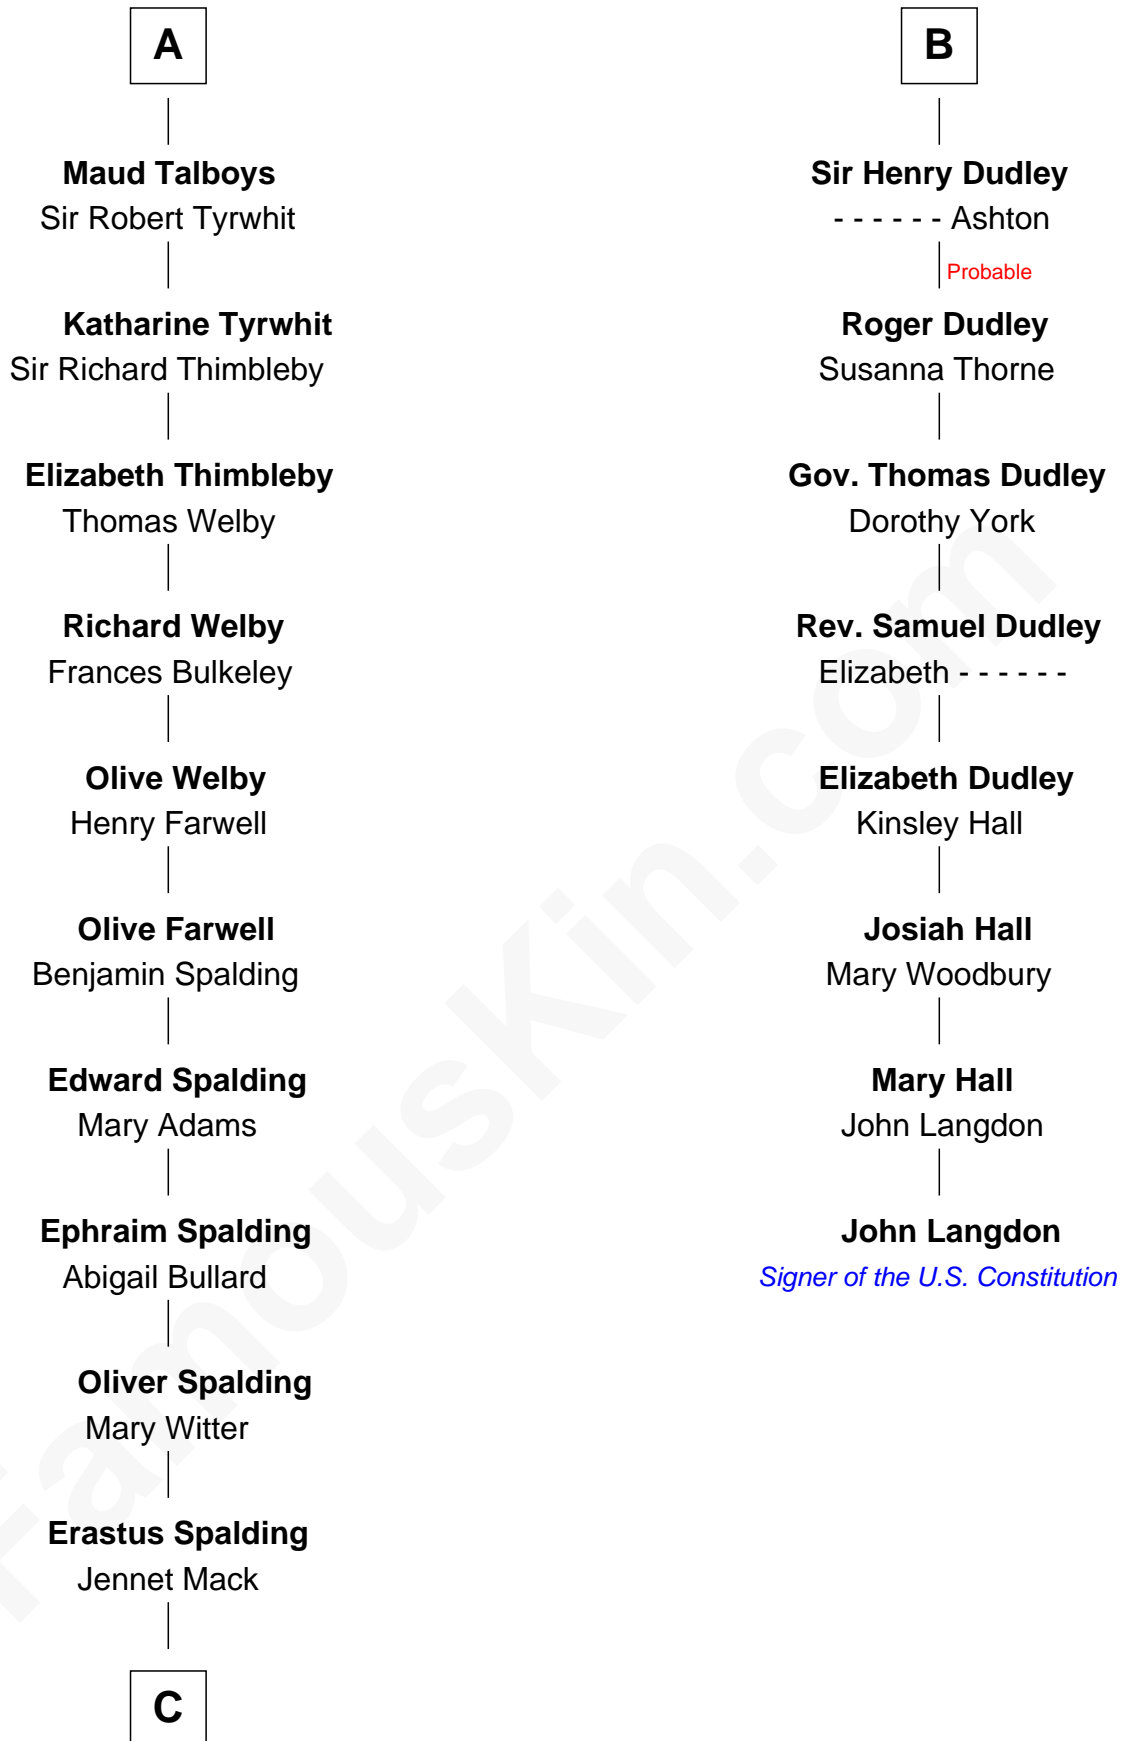 A
Maud Talboys
Sir Robert Tyrwhit
Katharine Tyrwhit
Sir Richard Thimbleby
Elizabeth Thimbleby
Thomas Welby
Richard Welby
Frances Bulkeley
Olive Welby
Henry Farwell
Olive Farwell
Benjamin Spalding
Edward Spalding
Mary Adams
Ephraim Spalding
Abigail Bullard
Oliver Spalding
Mary Witter
Erastus Spalding
Jennet Mack
C
B
Sir Henry Dudley
- - - - - - Ashton
Probable
Roger Dudley
Susanna Thorne
Gov. Thomas Dudley
Dorothy York
Rev. Samuel Dudley
Elizabeth - - - - - -
Elizabeth Dudley
Kinsley Hall
Josiah Hall
Mary Woodbury
Mary Hall
John Langdon
John Langdon
Signer of the U.S. Constitution
FamousKin.com